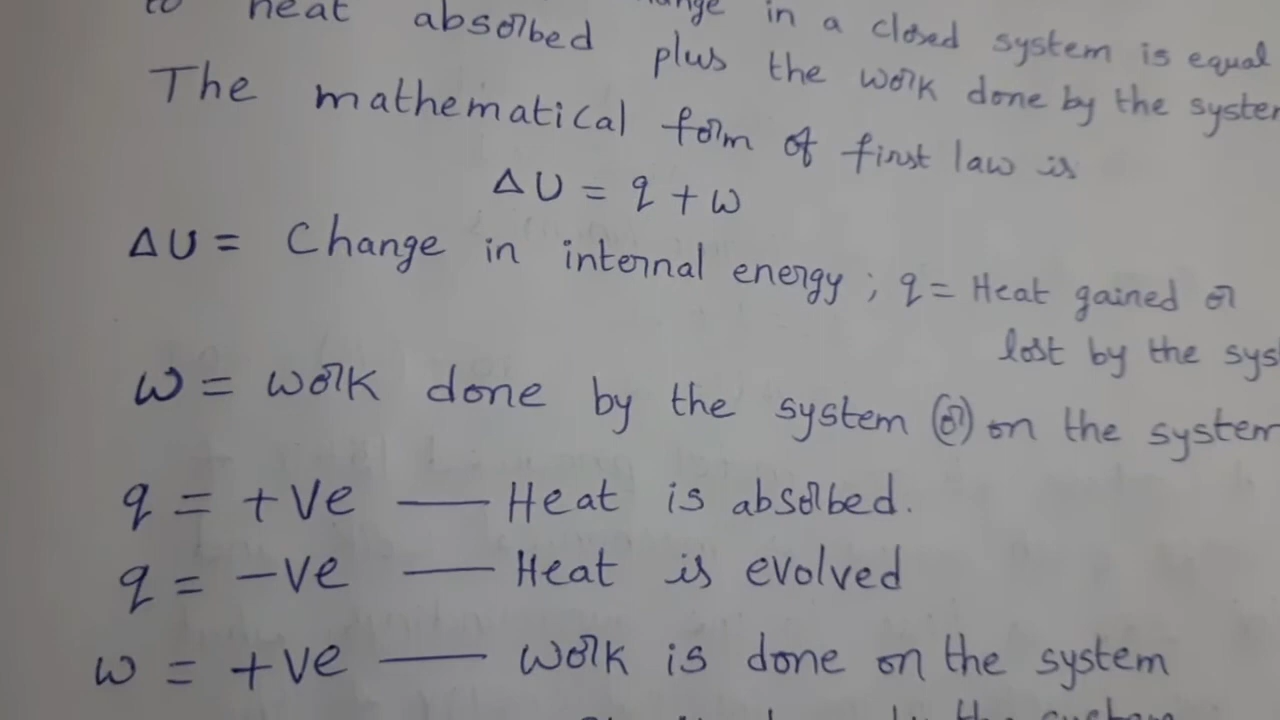 to heat absorbed change in a closed system is equal
plus the work done by the system
The mathematical form of first law is
ΔU = q + w
ΔU = Change in internal energy ; q = Heat gained or
lost by the sys
w = work done by the system (or) on the system
q = +ve — Heat is absorbed.
q = -ve — Heat is evolved
w = +ve — work is done on the system